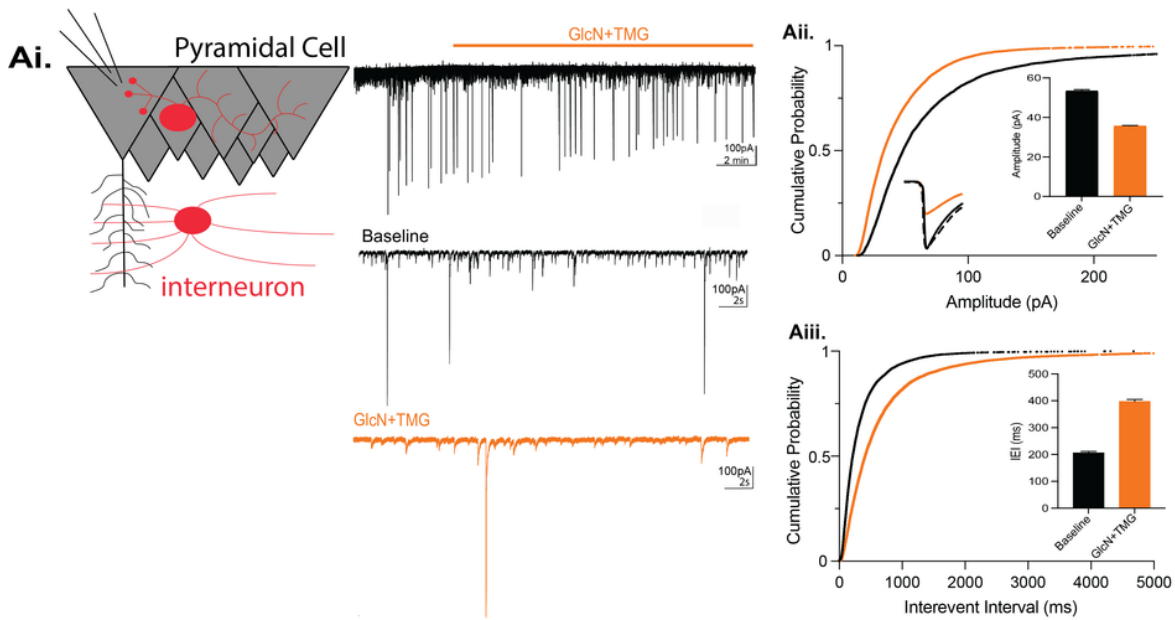 Ai.
Pyramidal Cell
interneuron
GlcN+TMG
100pA
2 min
Baseline
100pA
2s
GlcN+TMG
100pA
2s
Aii.
Cumulative Probability
1
0.5
0
0
100
200
Amplitude (pA)
Amplitude (pA)
60
40
20
0
Baseline
GlcN+TMG
Aiii.
Cumulative Probability
1
0.5
0
0
1000
2000
3000
4000
5000
Interevent Interval (ms)
IEI (ms)
500
400
300
200
100
0
Baseline
GlcN+TMG